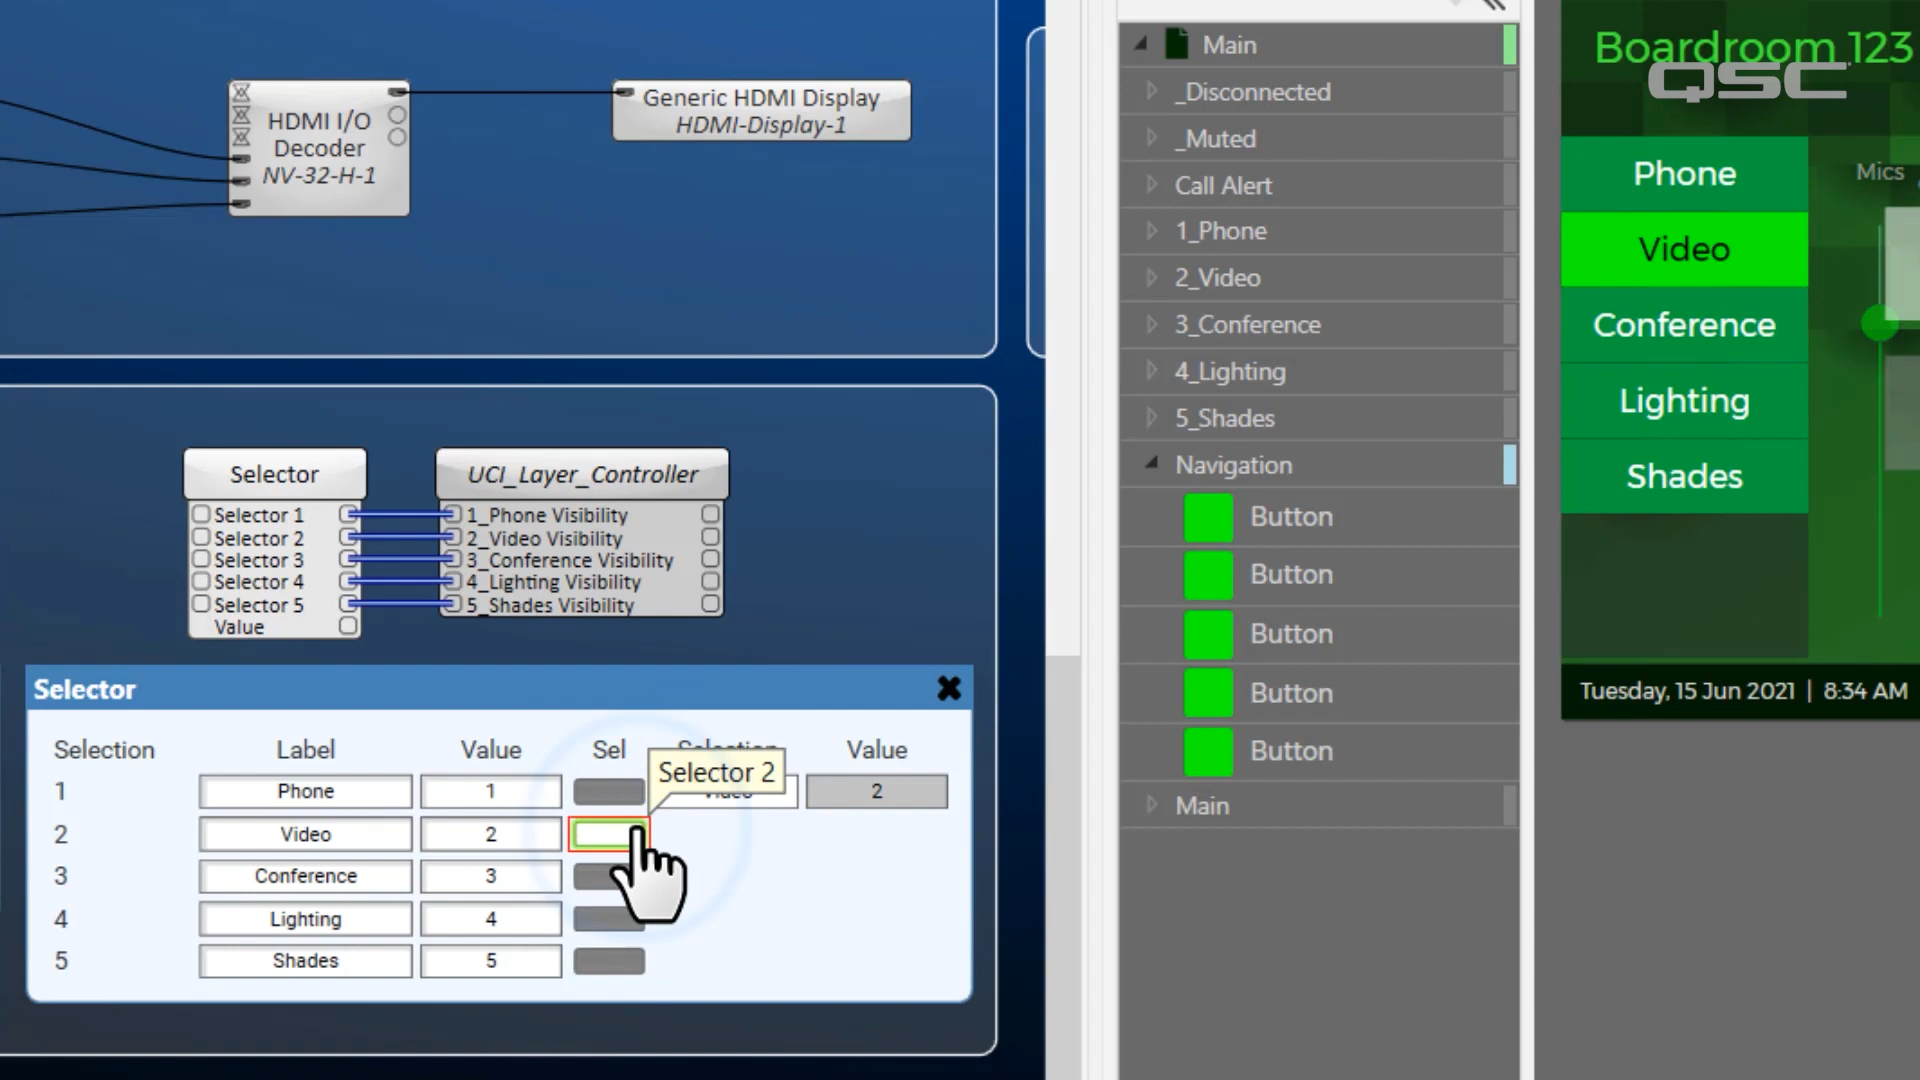 HDMI I/O
Decoder
NV-32-H-1
Generic HDMI Display
HDMI-Display-1
Selector
Selector 1
Selector 2
Selector 3
Selector 4
Selector 5
Value
UCI_Layer_Controller
1_Phone Visibility
2_Video Visibility
3_Conference Visibility
4_Lighting Visibility
5_Shades Visibility
Selector
Selection Label Value Sel Selection Value
1 Phone 1 Video 2
2 Video 2
3 Conference 3
4 Lighting 4
5 Shades 5
Selector 2
Main
_Disconnected
_Muted
Call Alert
1_Phone
2_Video
3_Conference
4_Lighting
5_Shades
Navigation
Button
Button
Button
Button
Button
Main
Boardroom 123
QSC
Phone
Video
Conference
Lighting
Shades
Mics
Tuesday, 15 Jun 2021 | 8:34 AM